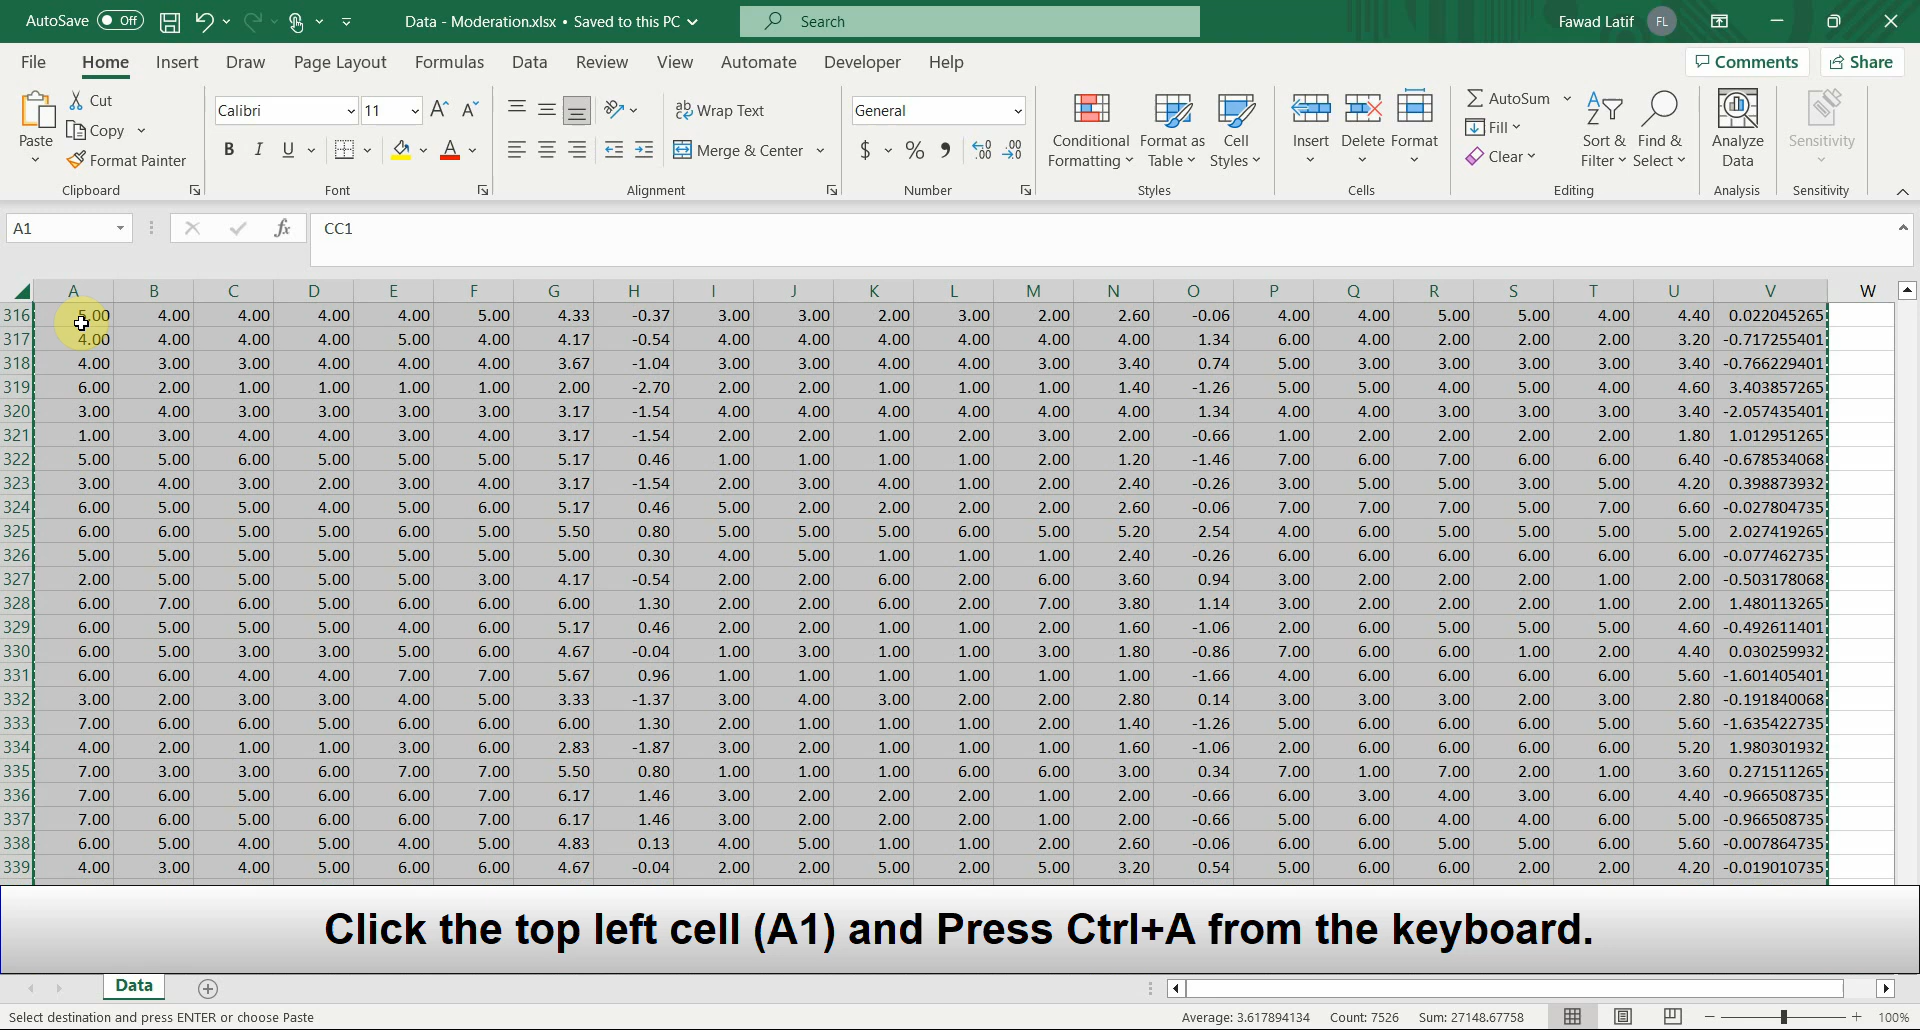 AutoSave Off Data - Moderation.xlsx • Saved to this PC Search Fawad Latif FL
File Home Insert Draw Page Layout Formulas Data Review View Automate Developer Help Comments Share
Paste Cut Copy Format Painter Clipboard
Calibri 11 B I U A Font
Wrap Text Merge & Center Alignment
General $ % Number
Conditional Formatting Format as Table Cell Styles Styles
Insert Delete Format Cells
AutoSum Fill Clear Sort & Filter Find & Select Editing
Analyze Data Analysis
Sensitivity Sensitivity
A1 fx CC1
A B C D E F G H I J K L M N O P Q R S T U V W
316 5.00 4.00 4.00 4.00 4.00 5.00 4.33 -0.37 3.00 3.00 2.00 3.00 2.00 2.60 -0.06 4.00 4.00 5.00 5.00 4.00 4.40 0.022045265
317 4.00 4.00 4.00 4.00 5.00 4.00 4.17 -0.54 4.00 4.00 4.00 4.00 4.00 4.00 1.34 6.00 4.00 2.00 2.00 2.00 3.20 -0.717255401
318 4.00 3.00 3.00 4.00 4.00 4.00 3.67 -1.04 3.00 3.00 4.00 4.00 3.00 3.40 0.74 5.00 3.00 3.00 3.00 3.00 3.40 -0.766229401
319 6.00 2.00 1.00 1.00 1.00 1.00 2.00 -2.70 2.00 2.00 1.00 1.00 1.00 1.40 -1.26 5.00 5.00 4.00 5.00 4.00 4.60 3.403857265
320 3.00 4.00 3.00 3.00 3.00 3.00 3.17 -1.54 4.00 4.00 4.00 4.00 4.00 4.00 1.34 4.00 4.00 3.00 3.00 3.00 3.40 -2.057435401
321 1.00 3.00 4.00 4.00 3.00 4.00 3.17 -1.54 2.00 2.00 1.00 2.00 3.00 2.00 -0.66 1.00 2.00 2.00 2.00 2.00 1.80 1.012951265
322 5.00 5.00 6.00 5.00 5.00 5.00 5.17 0.46 1.00 1.00 1.00 1.00 2.00 1.20 -1.46 7.00 6.00 7.00 6.00 6.00 6.40 -0.678534068
323 3.00 4.00 3.00 2.00 3.00 4.00 3.17 -1.54 2.00 3.00 4.00 1.00 2.00 2.40 -0.26 3.00 5.00 5.00 3.00 5.00 4.20 0.398873932
324 6.00 5.00 5.00 4.00 5.00 6.00 5.17 0.46 5.00 2.00 2.00 2.00 2.00 2.60 -0.06 7.00 7.00 7.00 5.00 7.00 6.60 -0.027804735
325 6.00 6.00 5.00 5.00 6.00 5.00 5.50 0.80 5.00 5.00 5.00 6.00 5.00 5.20 2.54 4.00 6.00 5.00 5.00 5.00 5.00 2.027419265
326 5.00 5.00 5.00 5.00 5.00 5.00 5.00 0.30 4.00 5.00 1.00 1.00 1.00 2.40 -0.26 6.00 6.00 6.00 6.00 6.00 6.00 -0.077462735
327 2.00 5.00 5.00 5.00 5.00 3.00 4.17 -0.54 2.00 2.00 6.00 2.00 6.00 3.60 0.94 3.00 2.00 2.00 2.00 1.00 2.00 -0.503178068
328 6.00 7.00 6.00 5.00 6.00 6.00 6.00 1.30 2.00 2.00 6.00 2.00 7.00 3.80 1.14 3.00 2.00 2.00 2.00 1.00 2.00 1.480113265
329 6.00 5.00 5.00 5.00 4.00 6.00 5.17 0.46 2.00 2.00 1.00 1.00 2.00 1.60 -1.06 2.00 6.00 5.00 5.00 5.00 4.60 -0.492611401
330 6.00 5.00 3.00 3.00 5.00 6.00 4.67 -0.04 1.00 3.00 1.00 1.00 3.00 1.80 -0.86 7.00 6.00 6.00 1.00 2.00 4.40 0.030259932
331 6.00 6.00 4.00 4.00 7.00 7.00 5.67 0.96 1.00 1.00 1.00 1.00 1.00 1.00 -1.66 4.00 6.00 6.00 6.00 6.00 5.60 -1.601405401
332 3.00 2.00 3.00 3.00 4.00 5.00 3.33 -1.37 3.00 4.00 3.00 2.00 2.00 2.80 0.14 3.00 3.00 3.00 2.00 3.00 2.80 -0.191840068
333 7.00 6.00 6.00 5.00 6.00 6.00 6.00 1.30 2.00 1.00 1.00 1.00 2.00 1.40 -1.26 5.00 6.00 6.00 6.00 5.00 5.60 -1.635422735
334 4.00 2.00 1.00 1.00 3.00 6.00 2.83 -1.87 3.00 2.00 1.00 1.00 1.00 1.60 -1.06 2.00 6.00 6.00 6.00 6.00 5.20 1.980301932
335 7.00 3.00 3.00 6.00 7.00 7.00 5.50 0.80 1.00 1.00 1.00 6.00 6.00 3.00 0.34 7.00 1.00 7.00 2.00 1.00 3.60 0.271511265
336 7.00 6.00 5.00 6.00 6.00 7.00 6.17 1.46 3.00 2.00 2.00 2.00 1.00 2.00 -0.66 6.00 3.00 4.00 3.00 6.00 4.40 -0.966508735
337 7.00 6.00 5.00 6.00 6.00 7.00 6.17 1.46 3.00 2.00 2.00 2.00 1.00 2.00 -0.66 5.00 6.00 4.00 4.00 6.00 5.00 -0.966508735
338 6.00 5.00 4.00 5.00 4.00 5.00 4.83 0.13 4.00 5.00 1.00 1.00 2.00 2.60 -0.06 6.00 6.00 5.00 5.00 6.00 5.60 -0.007864735
339 4.00 3.00 4.00 5.00 6.00 6.00 4.67 -0.04 2.00 2.00 5.00 2.00 5.00 3.20 0.54 5.00 6.00 6.00 2.00 2.00 4.20 -0.019010735
Click the top left cell (A1) and Press Ctrl+A from the keyboard.
Data
Select destination and press ENTER or choose Paste Average: 3.617894134 Count: 7526 Sum: 27148.67758 100%